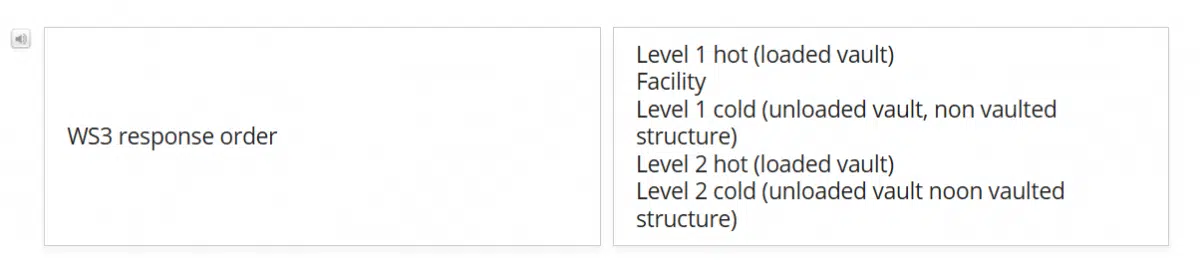 WS3 response order
Level 1 hot (loaded vault)
Facility
Level 1 cold (unloaded vault, non vaulted
structure)
Level 2 hot (loaded vault)
Level 2 cold (unloaded vault noon vaulted
structure)